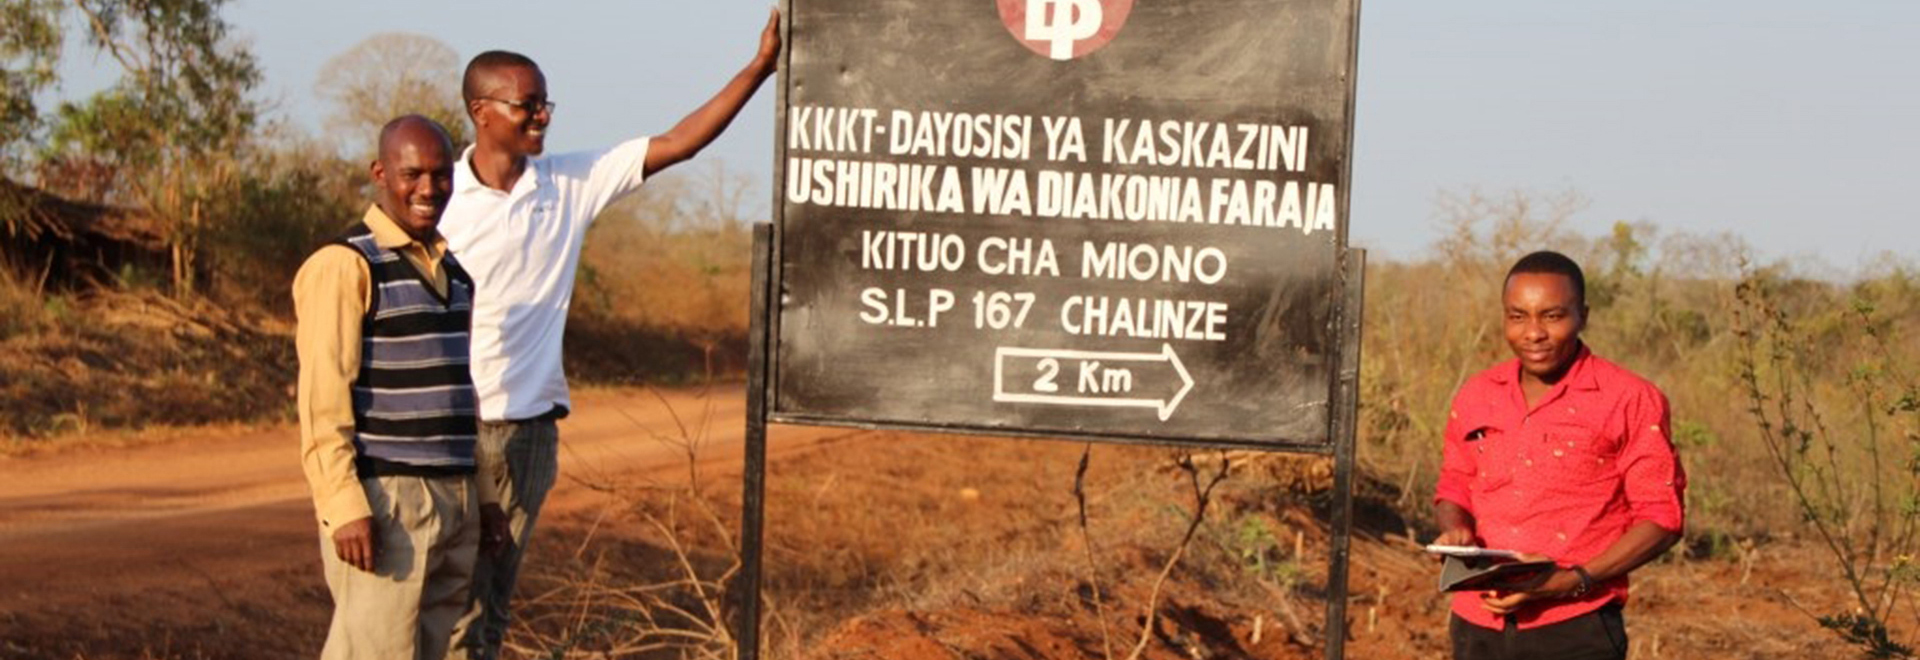 KKKT-DAYOSISI YA KASKAZINI
USHIRIKA WA DIAKONIA FARAJA
KITUO CHA MIONO
S.L.P 167 CHALINZE
2 Km